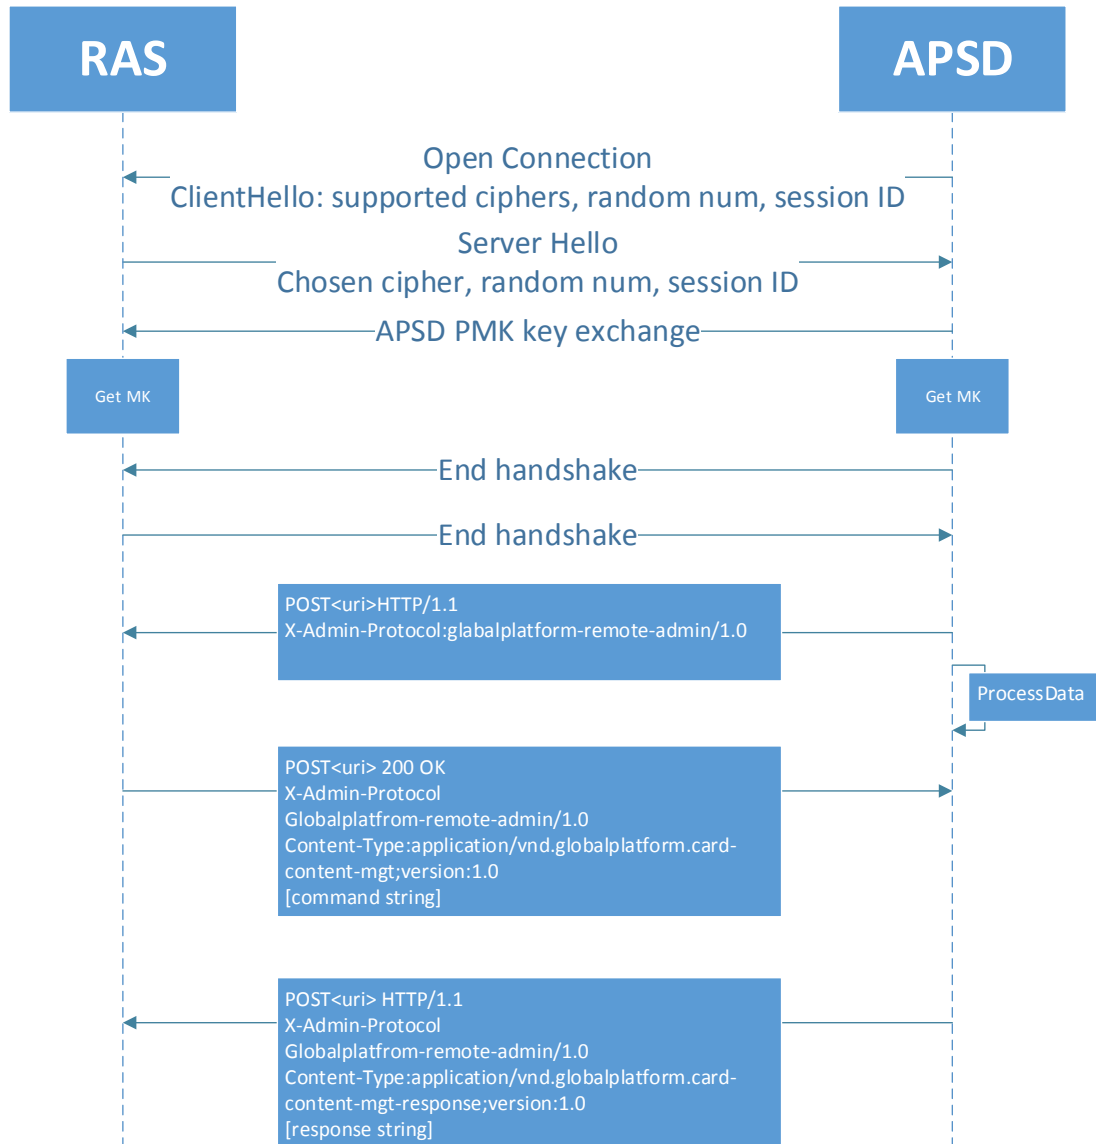 RAS
APSD
Open Connection
ClientHello: supported ciphers, random num, session ID
Server Hello
Chosen cipher, random num, session ID
APSD PMK key exchange
Get MK
Get MK
End handshake
End handshake
POST<uri>HTTP/1.1
X-Admin-Protocol:glabalplatform-remote-admin/1.0
ProcessData
POST<uri> 200 OK
X-Admin-Protocol
Globalplatfrom-remote-admin/1.0
Content-Type:application/vnd.globalplatform.card-
content-mgt;version:1.0
[command string]
POST<uri> HTTP/1.1
X-Admin-Protocol
Globalplatfrom-remote-admin/1.0
Content-Type:application/vnd.globalplatform.card-
content-mgt-response;version:1.0
[response string]